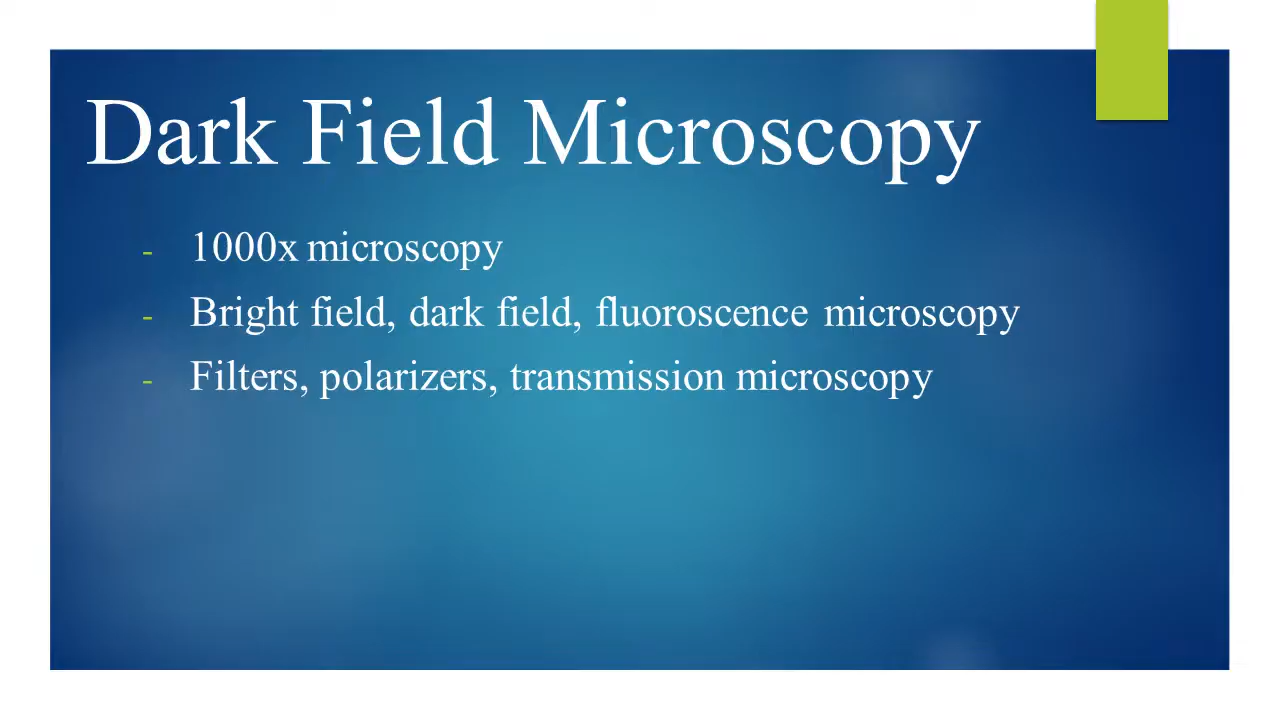 Dark Field Microscopy
- 1000x microscopy
- Bright field, dark field, fluoroscence microscopy
- Filters, polarizers, transmission microscopy